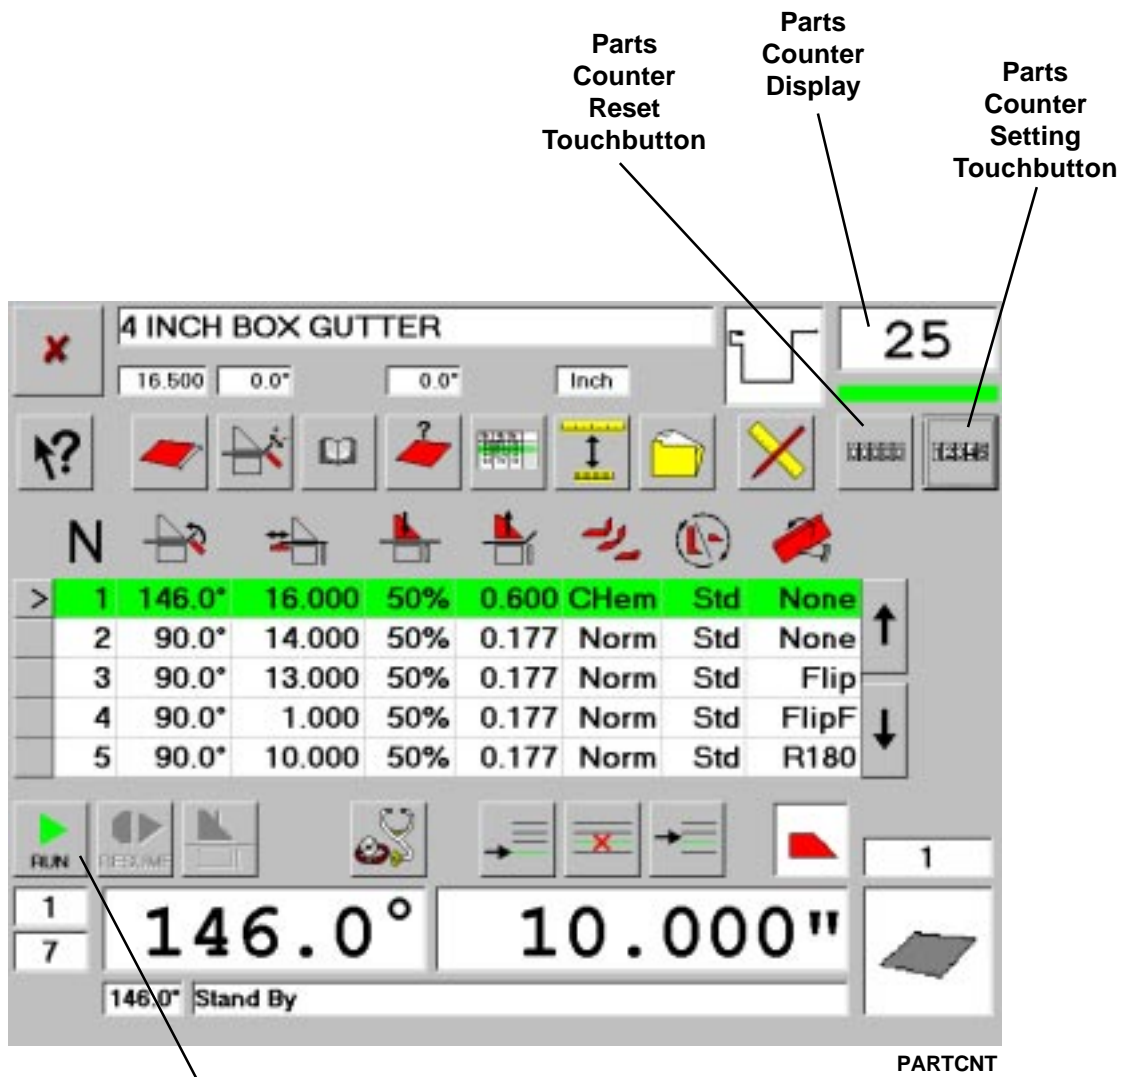 Parts
Counter
Reset
Touchbutton
Parts
Counter
Display
Parts
Counter
Setting
Touchbutton
4 INCH BOX GUTTER
25
16.500 0.0° 0.0° Inch
?
?
00000 12345
N
> 1 146.0° 16.000 50% 0.600 CHem Std None
2 90.0° 14.000 50% 0.177 Norm Std None
3 90.0° 13.000 50% 0.177 Norm Std Flip
4 90.0° 1.000 50% 0.177 Norm Std FlipF
5 90.0° 10.000 50% 0.177 Norm Std R180
RUN RESUME
1
1
7
146.0° 10.000"
146.0° Stand By
PARTCNT